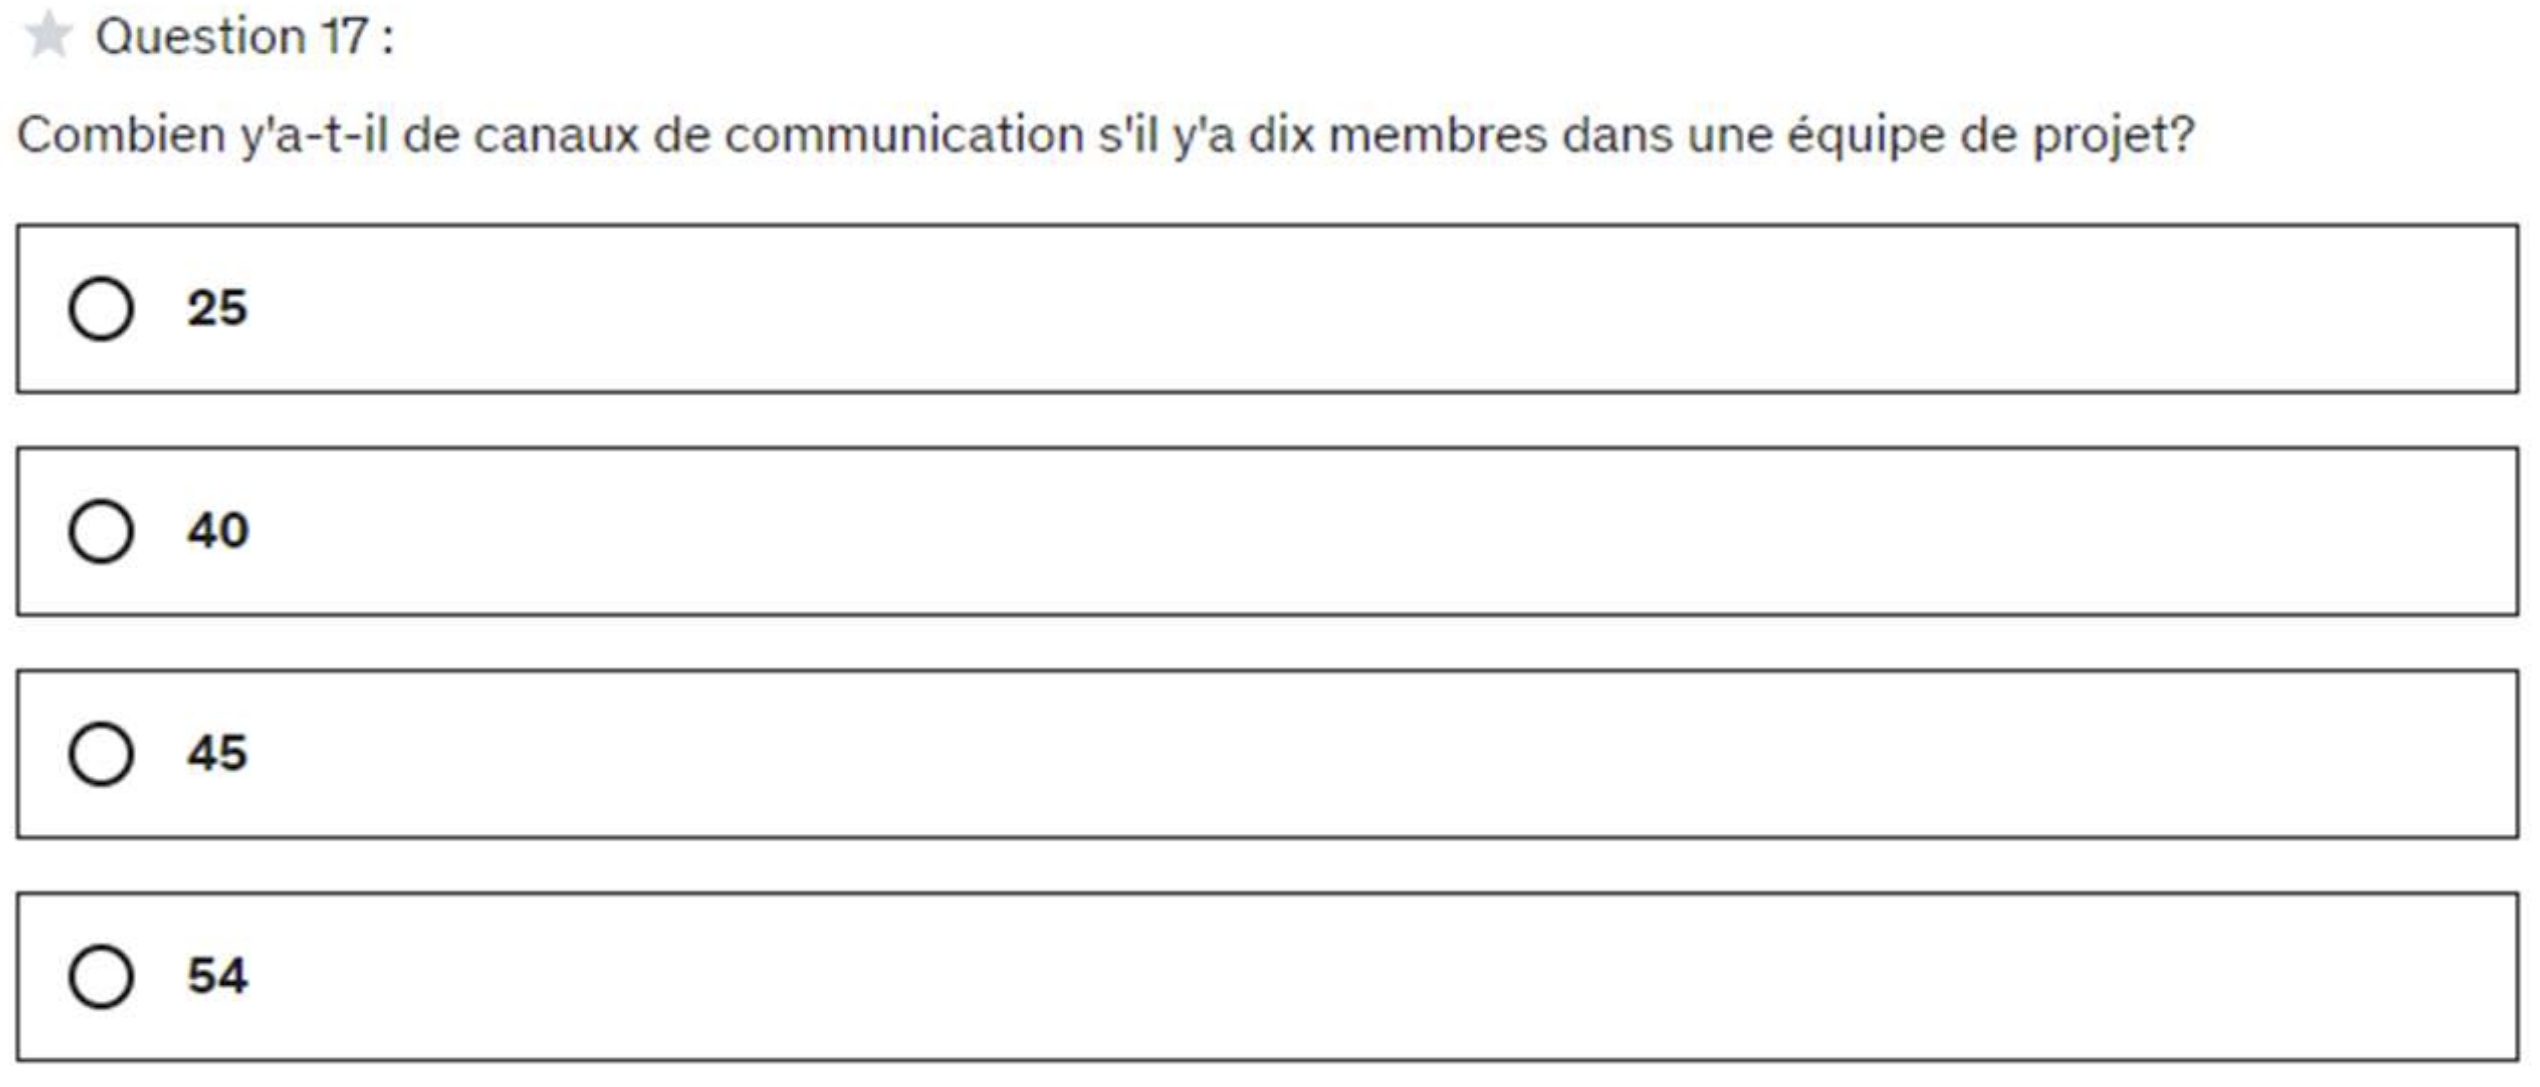 Question 17 :
Combien y'a-t-il de canaux de communication s'il y'a dix membres dans une équipe de projet?
25
40
45
54